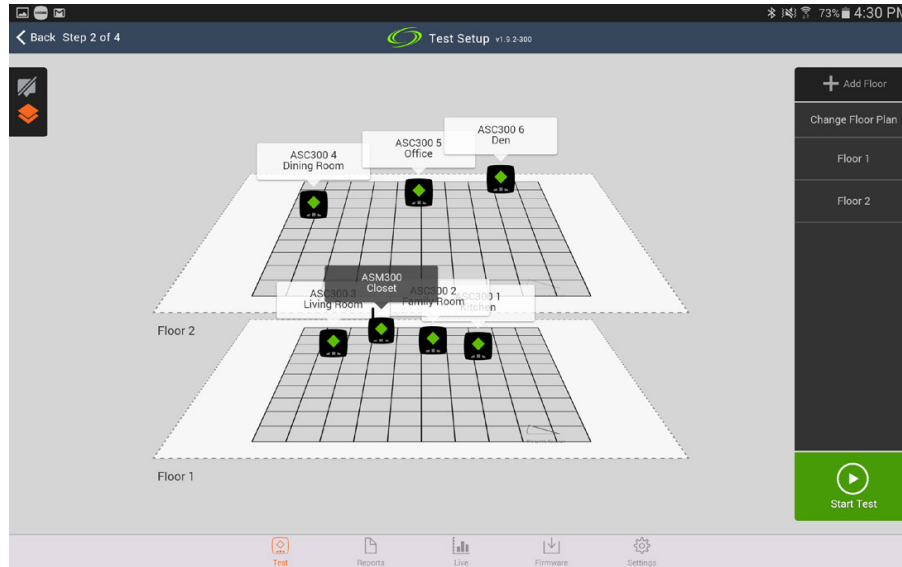 73% 4:30 PM
Back Step 2 of 4
Test Setup v1.9.2-300
Add Floor
Change Floor Plan
Floor 1
Floor 2
ASC300 6
Den
ASC300 5
Office
ASC300 4
Dining Room
ASM300
Closet
ASC300 3
Living Room
ASC300 2
Family Room
ASC300 1
Kitchen
Floor 2
Floor 1
Start Test
Test
Reports
Live
Firmware
Settings